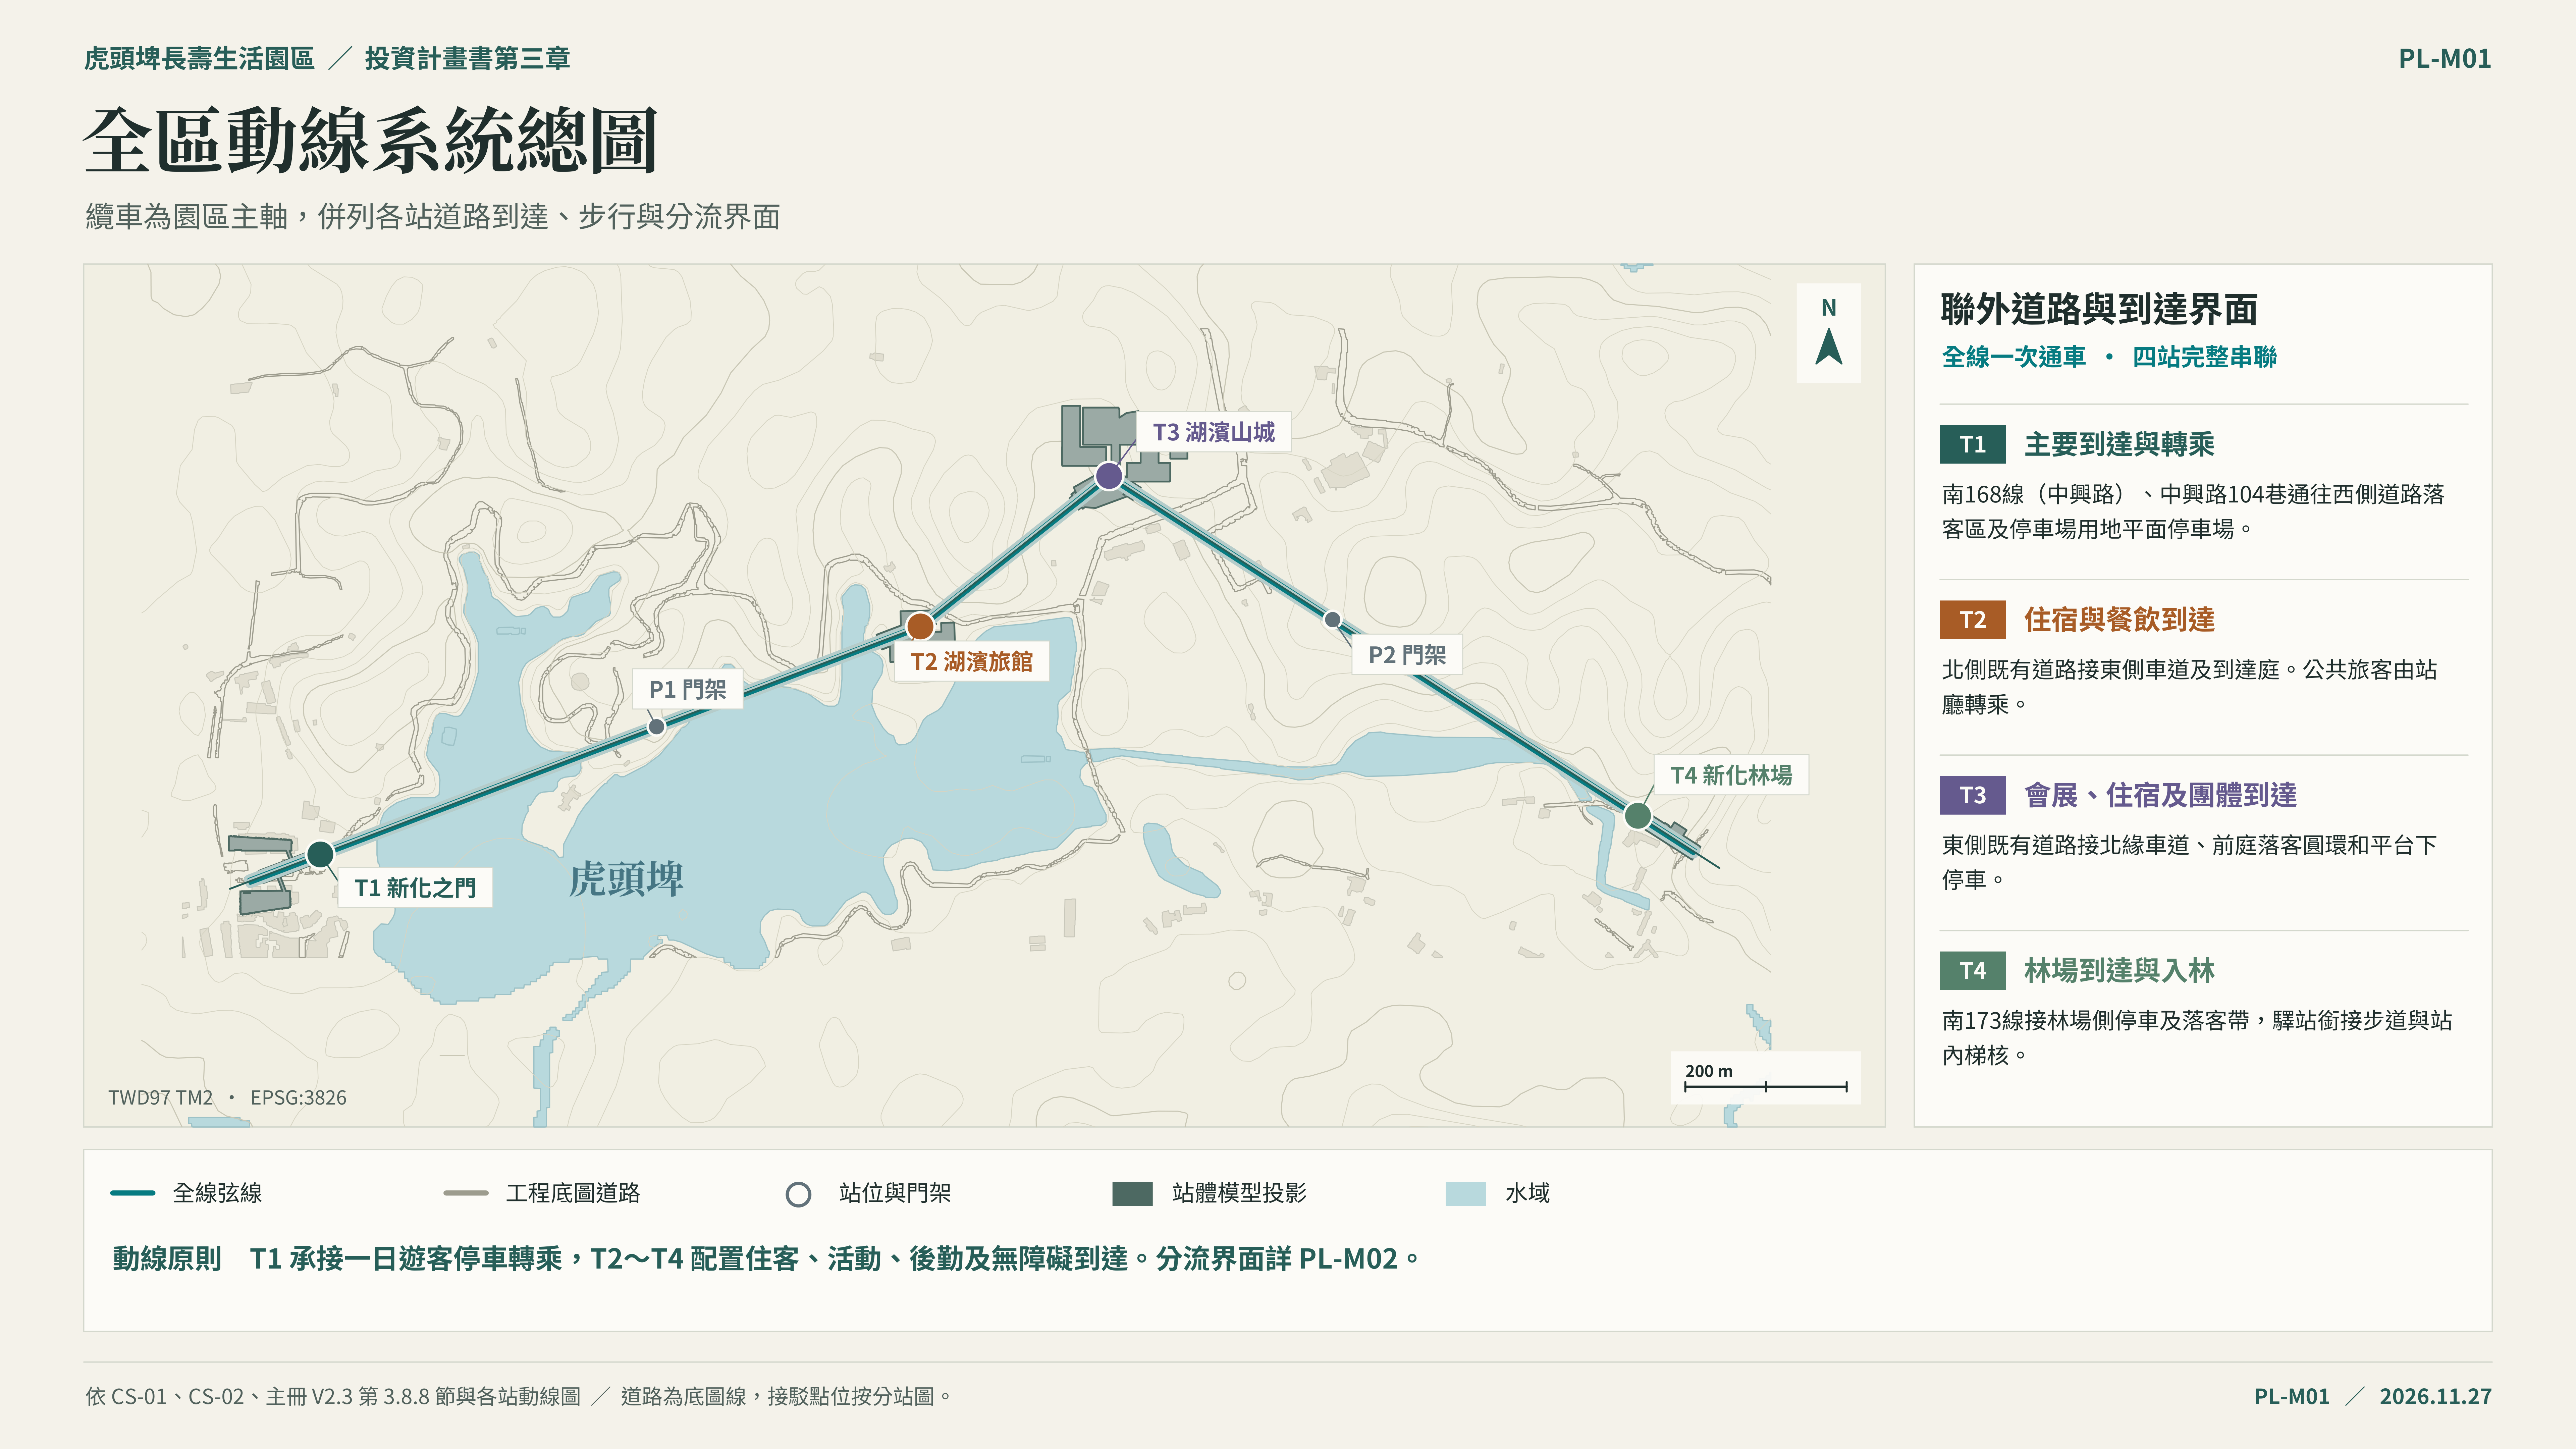 虎頭埤長壽生活園區 ／ 投資計畫書第三章
PL-M01
全區動線系統總圖
纜車為園區主軸，併列各站道路到達、步行與分流界面
N
T3 湖濱山城
T2 湖濱旅館
P1 門架
P2 門架
T4 新化林場
T1 新化之門
虎頭埤
200 m
TWD97 TM2 ・ EPSG:3826
聯外道路與到達界面
全線一次通車 ・ 四站完整串聯
T1 主要到達與轉乘
南168線（中興路）、中興路104巷通往西側道路落
客區及停車場用地平面停車場。
T2 住宿與餐飲到達
北側既有道路接東側車道及到達庭。公共旅客由站
廳轉乘。
T3 會展、住宿及團體到達
東側既有道路接北緣車道、前庭落客圓環和平台下
停車。
T4 林場到達與入林
南173線接林場側停車及落客帶，驛站銜接步道與站
內梯核。
全線弦線
工程底圖道路
站位與門架
站體模型投影
水域
動線原則 T1 承接一日遊客停車轉乘，T2～T4 配置住客、活動、後勤及無障礙到達。分流界面詳 PL-M02。
依 CS-01、CS-02、主冊 V2.3 第 3.8.8 節與各站動線圖 ／ 道路為底圖線，接駁點位按分站圖。
PL-M01 ／ 2026.11.27